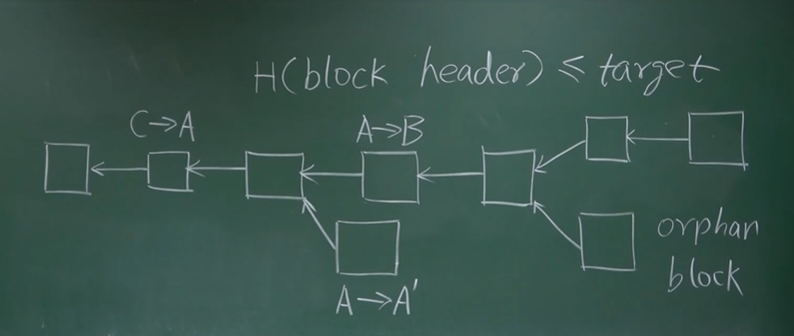 H(block header) ≤ target
C→A
A→B
A→A'
orphan
block